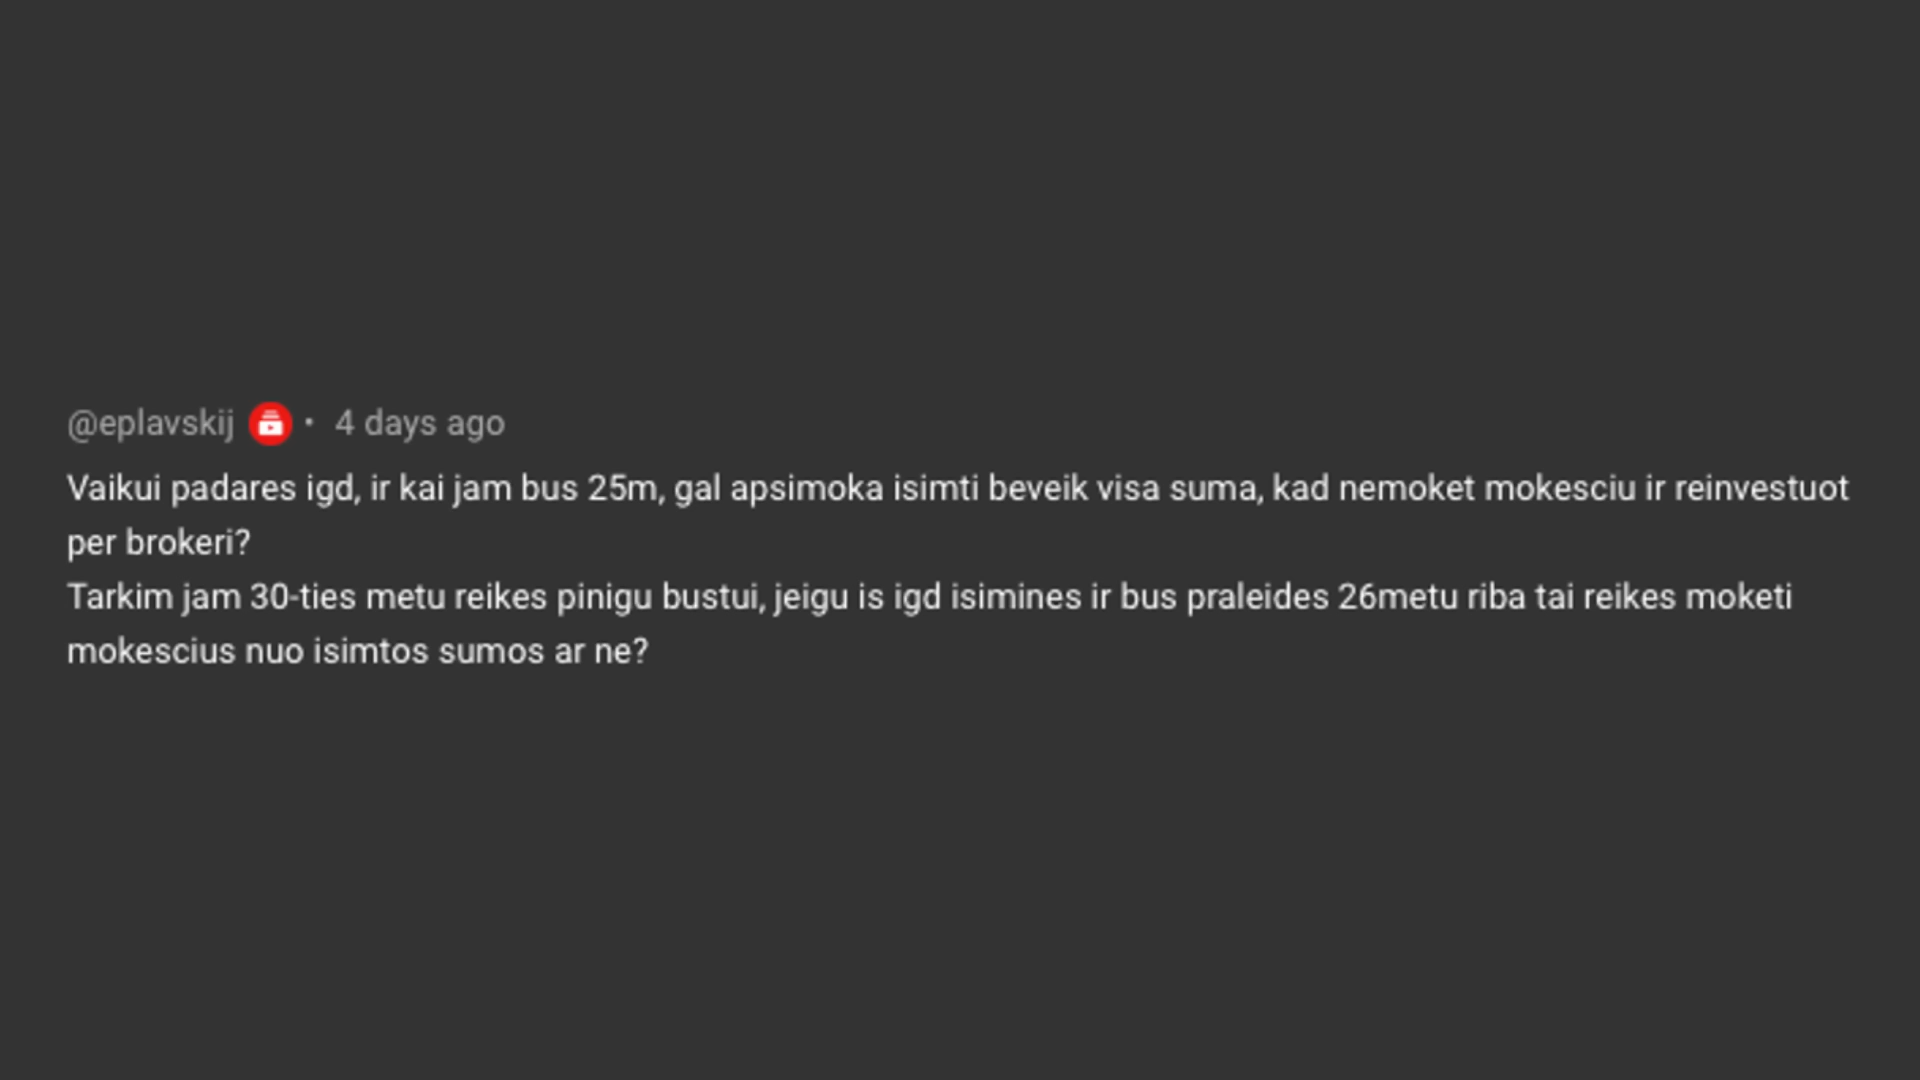 @eplavskij • 4 days ago
Vaikui padares igd, ir kai jam bus 25m, gal apsimoka isimti beveik visa suma, kad nemoket mokesciu ir reinvestuot
per brokeri?
Tarkim jam 30-ties metu reikes pinigu bustui, jeigu is igd isimines ir bus praleides 26metu riba tai reikes moketi
mokescius nuo isimtos sumos ar ne?